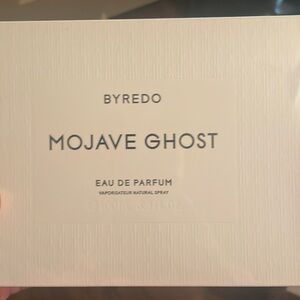 BYREDO
MOJAVE GHOST
EAU DE PARFUM
VAPORISATEUR NATURAL SPRAY